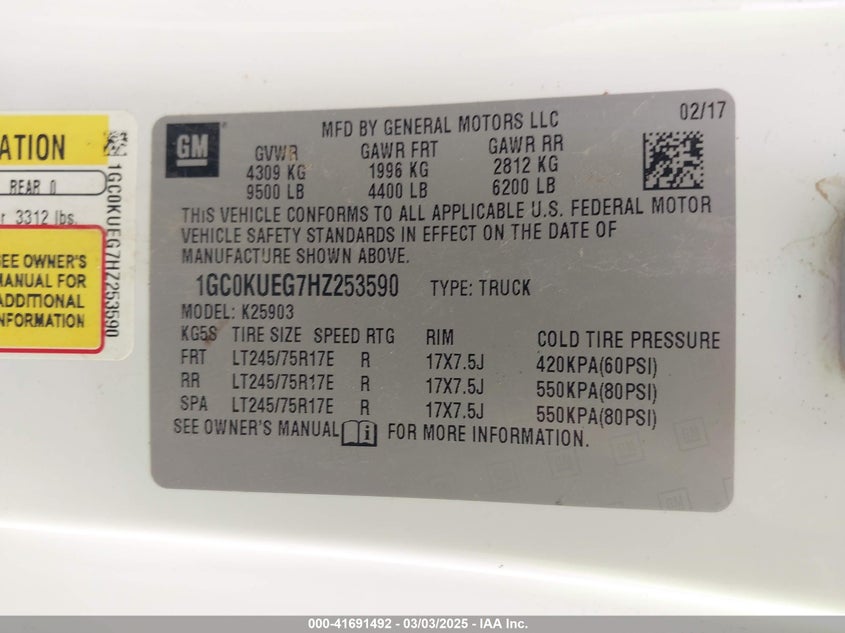 ATION
REAR 0
3312 lbs.
SEE OWNER'S
MANUAL FOR
ADDITIONAL
INFORMATION
1GC0KUEG7HZ253590
GM
MFD BY GENERAL MOTORS LLC
02/17
GVWR GAWR FRT GAWR RR
4309 KG 1996 KG 2812 KG
9500 LB 4400 LB 6200 LB
THIS VEHICLE CONFORMS TO ALL APPLICABLE U.S. FEDERAL MOTOR
VEHICLE SAFETY STANDARDS IN EFFECT ON THE DATE OF
MANUFACTURE SHOWN ABOVE.
1GC0KUEG7HZ253590 TYPE: TRUCK
MODEL: K25903
KG5S TIRE SIZE SPEED RTG RIM COLD TIRE PRESSURE
FRT LT245/75R17E R 17X7.5J 420KPA(60PSI)
RR LT245/75R17E R 17X7.5J 550KPA(80PSI)
SPA LT245/75R17E R 17X7.5J 550KPA(80PSI)
SEE OWNER'S MANUAL i FOR MORE INFORMATION.
GM
GM
000-41691492 - 03/03/2025 - IAA Inc.